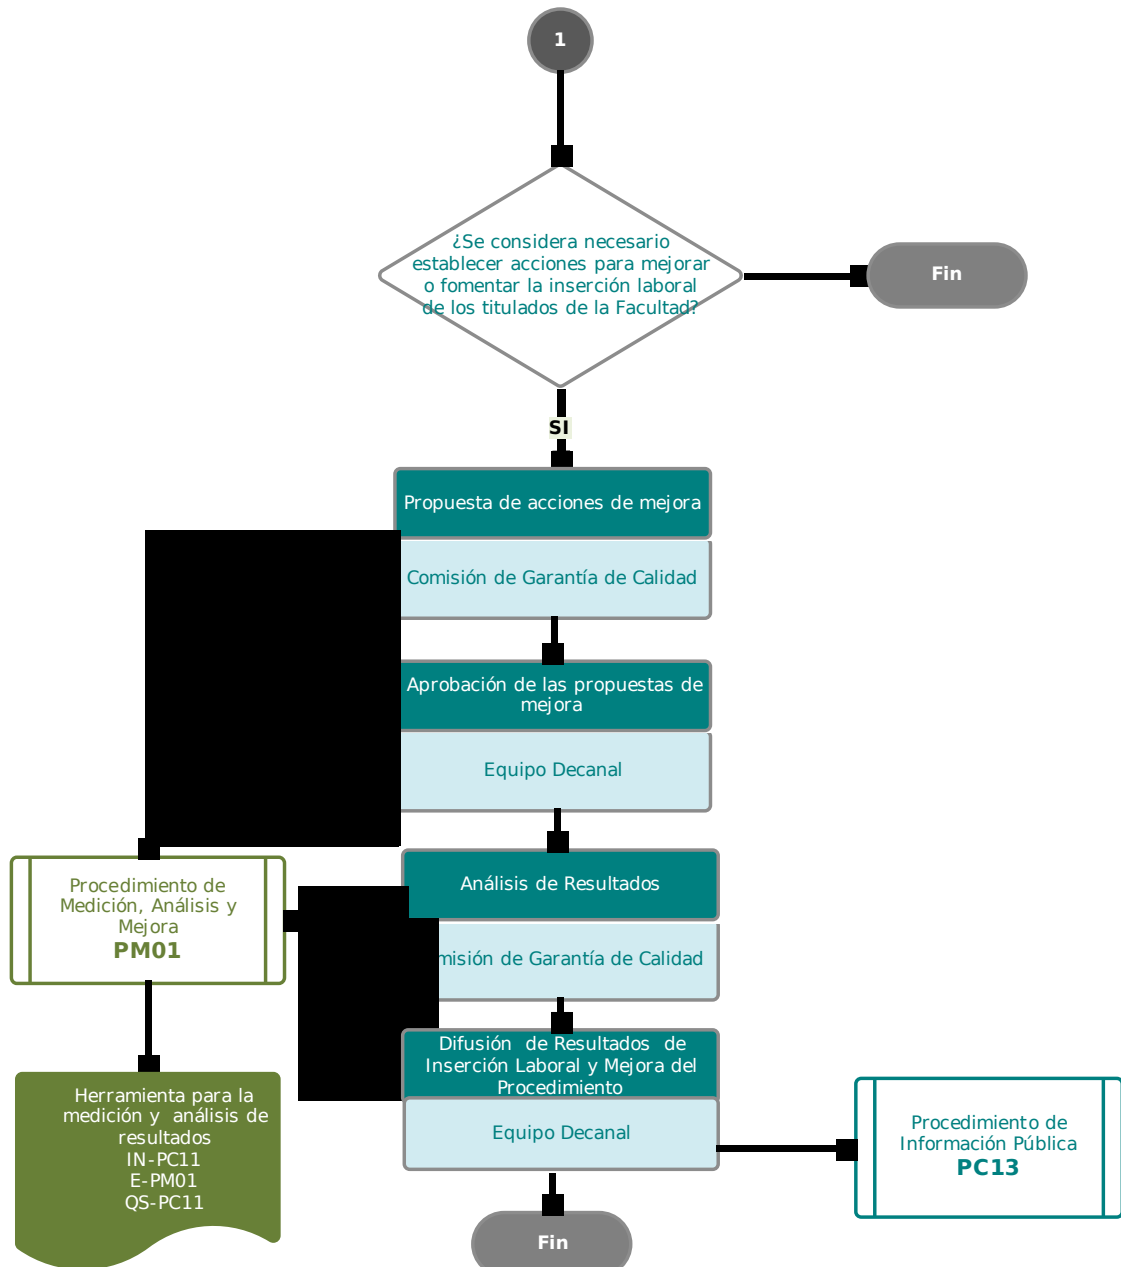 1
¿Se considera necesario
establecer acciones para mejorar
o fomentar la inserción laboral
de los titulados de la Facultad?
Fin
SI
Propuesta de acciones de mejora
Comisión de Garantía de Calidad
Aprobación de las propuestas de
mejora
Equipo Decanal
Procedimiento de
Medición, Análisis y
Mejora
PM01
Análisis de Resultados
misión de Garantía de Calidad
Difusión de Resultados de
Inserción Laboral y Mejora del
Procedimiento
Equipo Decanal
Herramienta para la
medición y análisis de
resultados
IN-PC11
E-PM01
QS-PC11
Procedimiento de
Información Pública
PC13
Fin